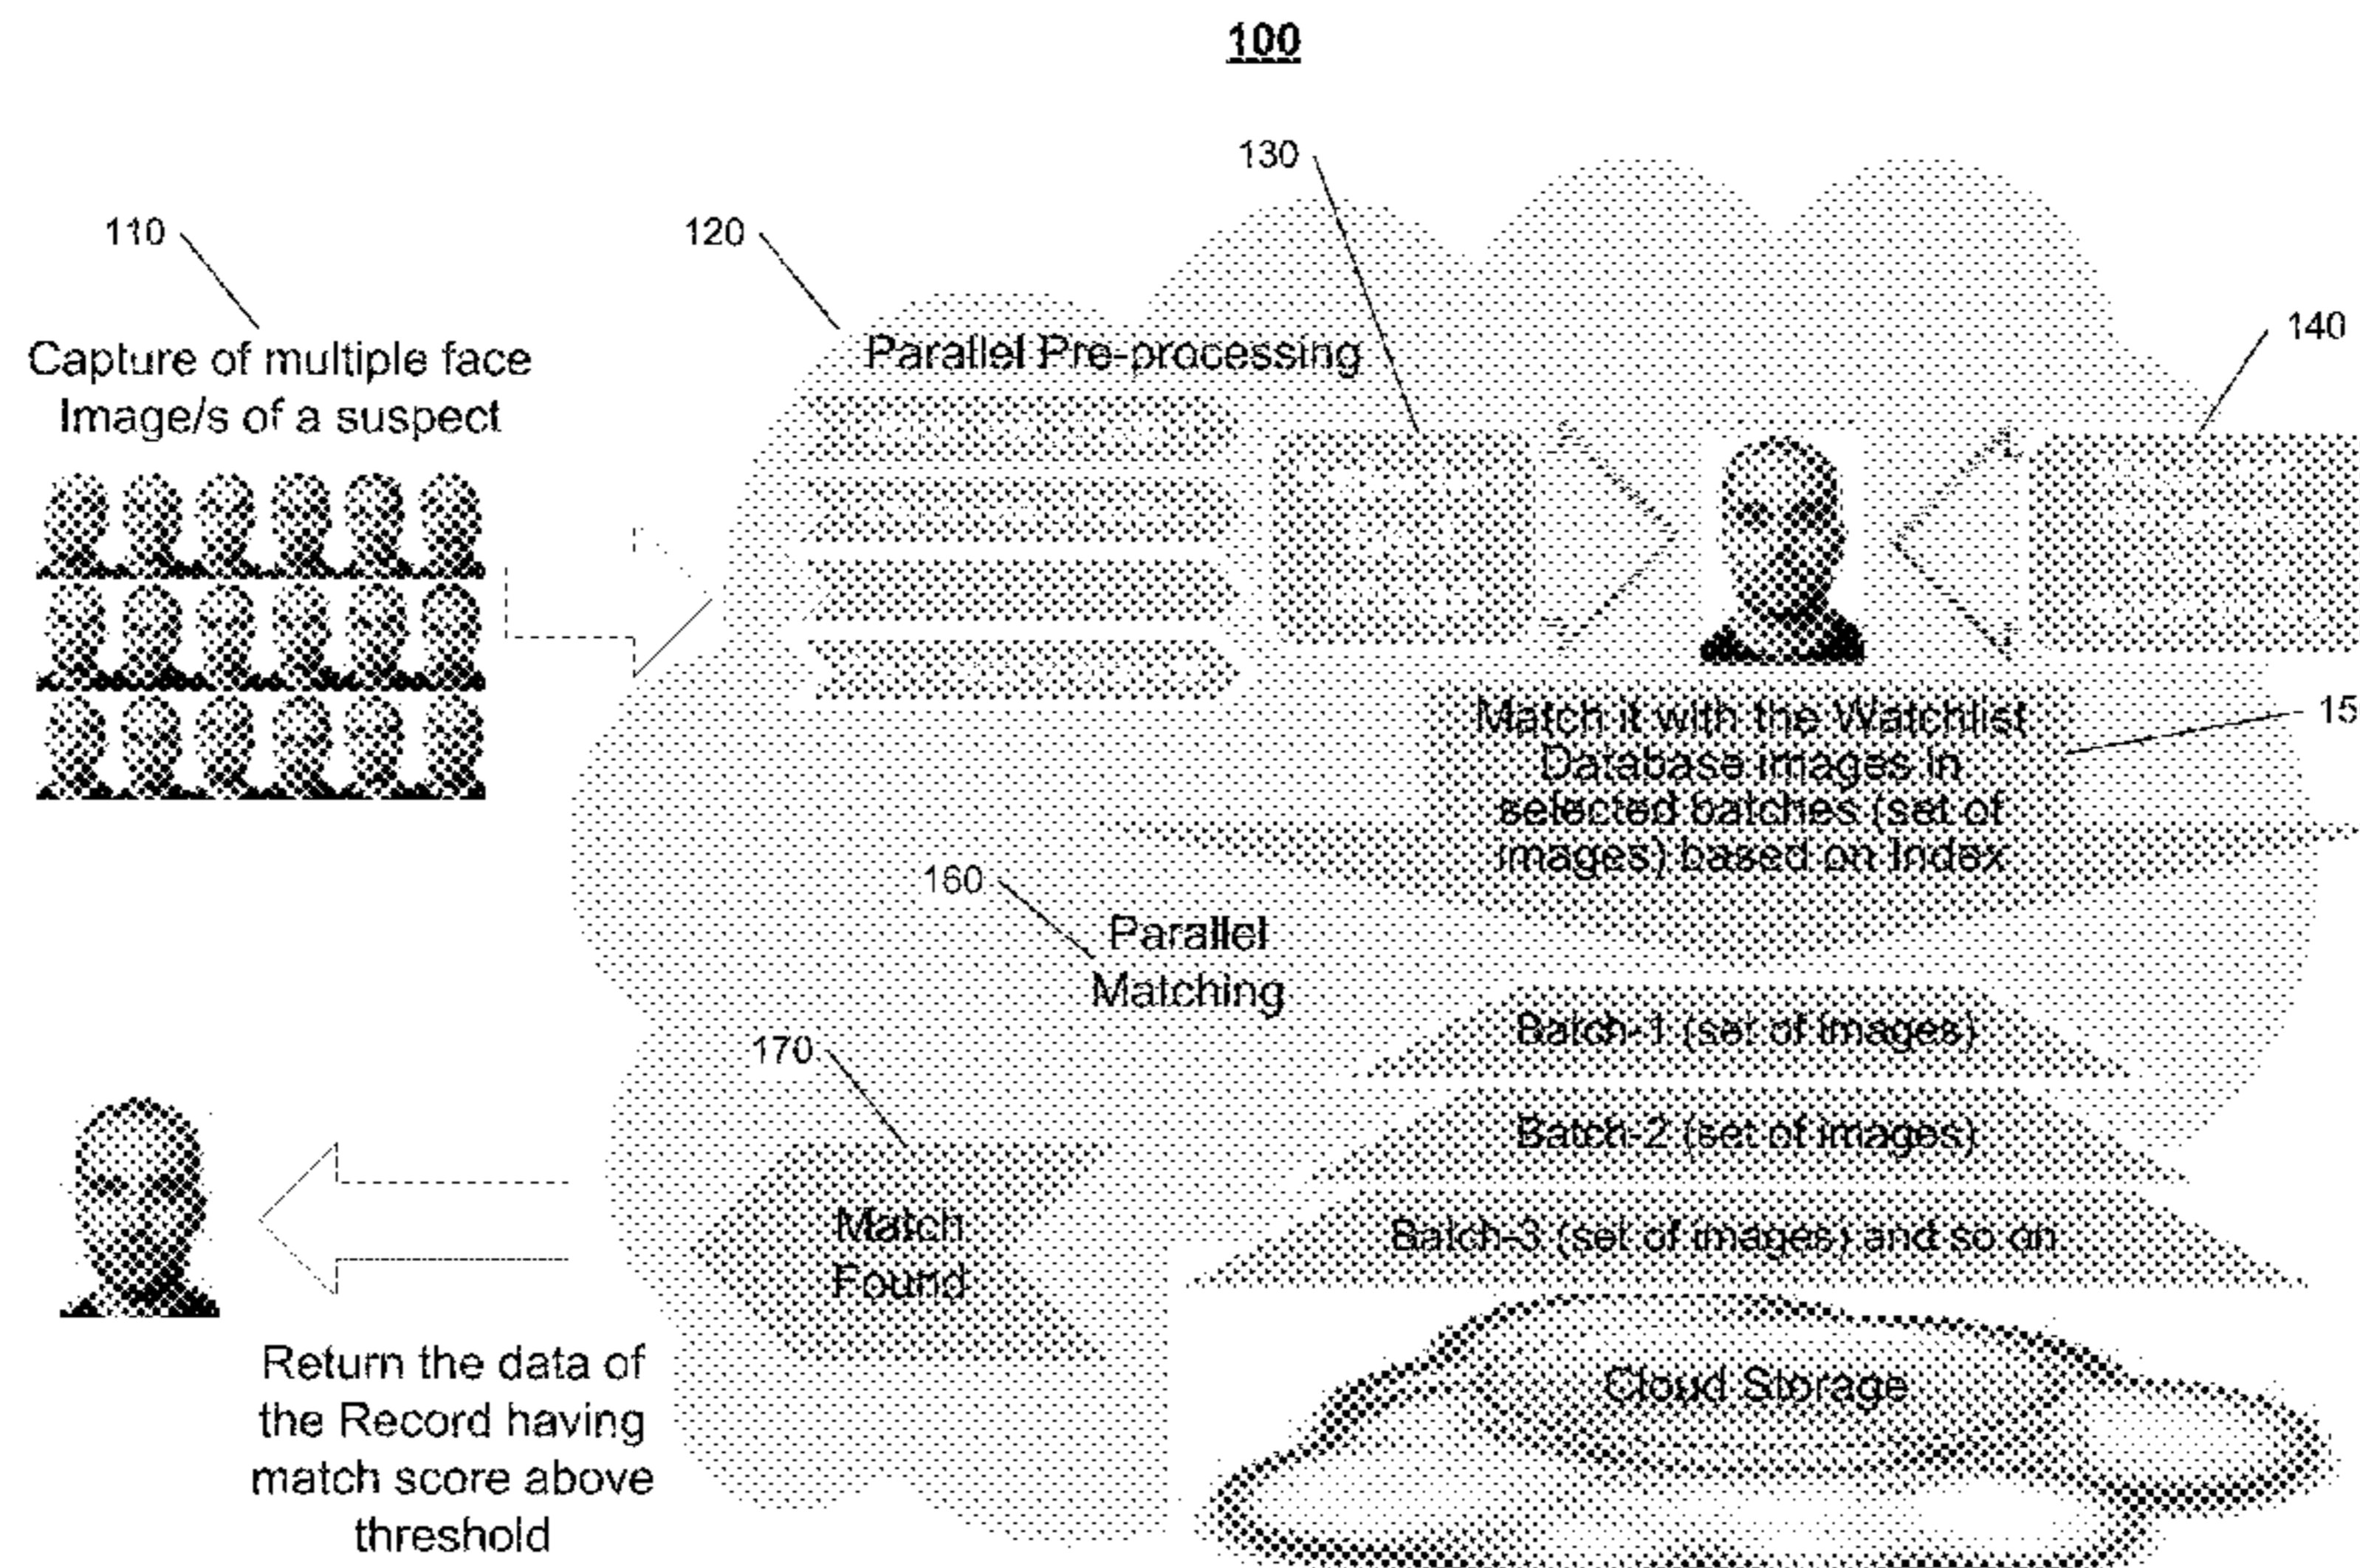 100
130
110
120
140
Capture of multiple face
Image/s of a suspect
Parallel Pre-processing
15
Match it with the Watchlist
Database images in
selected batches (set of
images) based on Index
160
Parallel
Matching
170
Batch-1 (set of images)
Batch-2 (set of images)
Batch-3 (set of images) and so on
Match
Found
Cloud Storage
Return the data of
the Record having
match score above
threshold